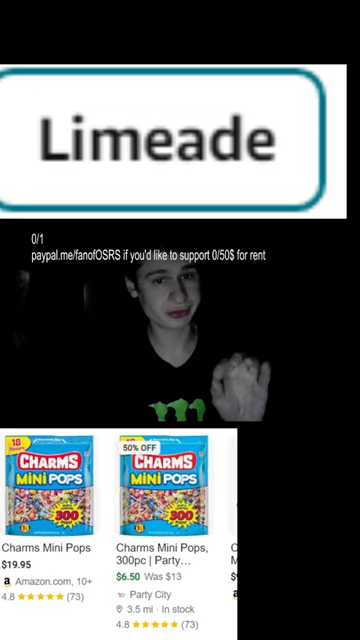 Limeade
0/1
paypal.me/fanofOSRS if you'd like to support 0/50$ for rent
18
CHARMS
MiNi POPS
300
50% OFF
CHARMS
MiNi POPS
300
Charms Mini Pops
$19.95
Amazon.com, 10+
4.8 ★★★★★ (73)
Charms Mini Pops,
300pc | Party…
$6.50 Was $13
Party City
3.5 mi · In stock
4.8 ★★★★★ (73)